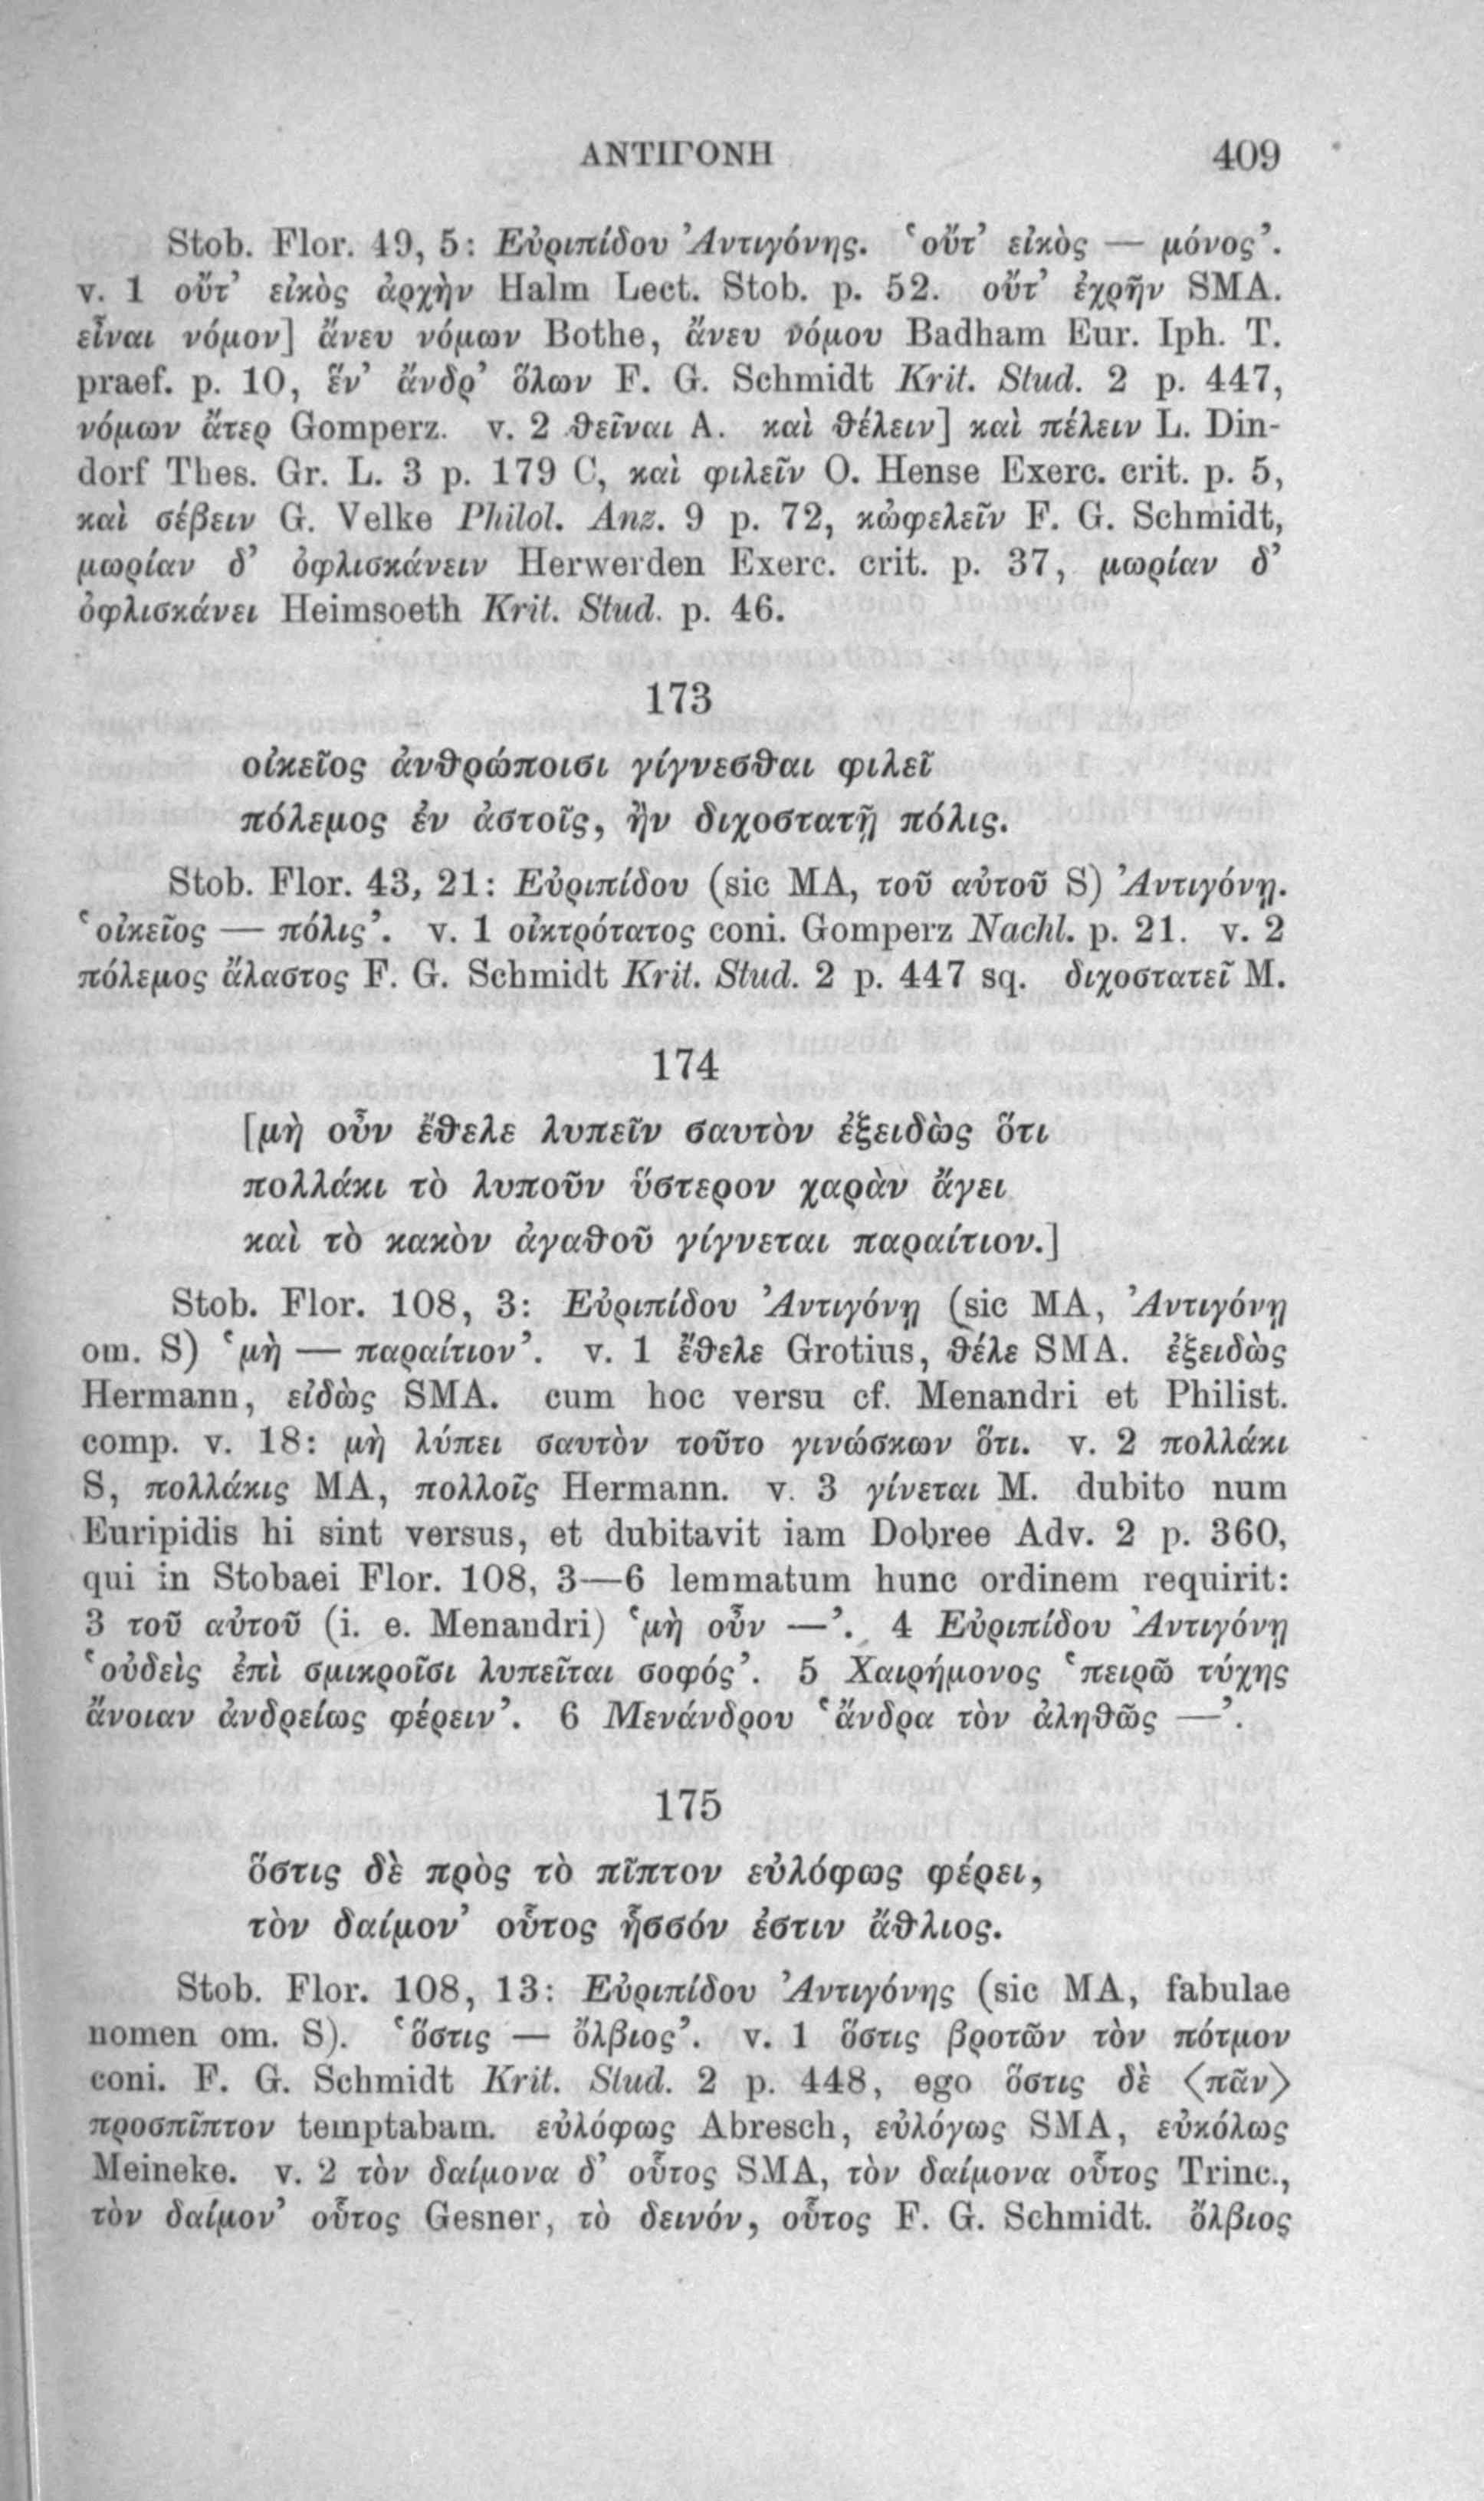 ΑΝΤΙΓΟΝΗ 409
Stob. Flor. 49, 5: Εὐριπίδου Ἀντιγόνης. ‛οὔτ’ εἰκὸς — μόνος’.
v. 1 οὔτ’ εἰκὸς ἀρχὴν Halm Lect. Stob. p. 52. οὔτ’ ἐχρῆν SMA.
εἶναι νόμον] ἄνευ νόμων Bothe, ἄνευ νόμου Badham Eur. Iph. T.
praef. p. 10, ἕν’ ἄνδρ’ ὅλων F. G. Schmidt Krit. Stud. 2 p. 447,
νόμων ἄτερ Gomperz. v. 2 θεῖναι A. καὶ θέλειν] καὶ πέλειν L. Din-
dorf Thes. Gr. L. 3 p. 179 C, καὶ φιλεῖν O. Hense Exerc. crit. p. 5,
καὶ σέβειν G. Velke Philol. Anz. 9 p. 72, κὠφελεῖν F. G. Schmidt,
μωρίαν δ’ ὀφλισκάνειν Herwerden Exerc. crit. p. 37, μωρίαν δ’
ὀφλισκάνει Heimsoeth Krit. Stud. p. 46.
173
οἰκεῖος ἀνθρώποισι γίγνεσθαι φιλεῖ
πόλεμος ἐν ἀστοῖς, ἢν διχοστατῇ πόλις.
Stob. Flor. 43, 21: Εὐριπίδου (sic MA, τοῦ αὐτοῦ S) Ἀντιγόνῃ.
‛οἰκεῖος — πόλις’. v. 1 οἰκτρότατος coni. Gomperz Nachl. p. 21. v. 2
πόλεμος ἄλαστος F. G. Schmidt Krit. Stud. 2 p. 447 sq. διχοστατεῖ M.
174
[μὴ οὖν ἔθελε λυπεῖν σαυτὸν ἐξειδὼς ὅτι
πολλάκι τὸ λυποῦν ὕστερον χαρὰν ἄγει
καὶ τὸ κακὸν ἀγαθοῦ γίγνεται παραίτιον.]
Stob. Flor. 108, 3: Εὐριπίδου Ἀντιγόνῃ (sic MA, Ἀντιγόνῃ
om. S) ‛μὴ — παραίτιον’. v. 1 ἔθελε Grotius, θέλε SMA. ἐξειδὼς
Hermann, εἰδὼς SMA. cum hoc versu cf. Menandri et Philist.
comp. v. 18: μὴ λύπει σαυτὸν τοῦτο γινώσκων ὅτι. v. 2 πολλάκι
S, πολλάκις MA, πολλοῖς Hermann. v. 3 γίνεται M. dubito num
Euripidis hi sint versus, et dubitavit iam Dobree Adv. 2 p. 360,
qui in Stobaei Flor. 108, 3—6 lemmatum hunc ordinem requirit:
3 τοῦ αὐτοῦ (i. e. Menandri) ‛μὴ οὖν —’. 4 Εὐριπίδου Ἀντιγόνῃ
‛οὐδεὶς ἐπὶ σμικροῖσι λυπεῖται σοφός’. 5 Χαιρήμονος ‛πειρῶ τύχης
ἄνοιαν ἀνδρείως φέρειν’. 6 Μενάνδρου ‛ἄνδρα τὸν ἀληθῶς —’.
175
ὅστις δὲ πρὸς τὸ πῖπτον εὐλόφως φέρει,
τὸν δαίμον’ οὗτος ἧσσόν ἐστιν ἄθλιος.
Stob. Flor. 108, 13: Εὐριπίδου Ἀντιγόνης (sic MA, fabulae
nomen om. S). ‛ὅστις — ὄλβιος’. v. 1 ὅστις βροτῶν τὸν πότμον
coni. F. G. Schmidt Krit. Stud. 2 p. 448, ego ὅστις δὲ ⟨πᾶν⟩
προσπῖπτον temptabam. εὐλόφως Abresch, εὐλόγως SMA, εὐκόλως
Meineke. v. 2 τὸν δαίμονα δ’ οὗτος SMA, τὸν δαίμονα οὗτος Trinc.,
τὸν δαίμον’ οὗτος Gesner, τὸ δεινόν, οὗτος F. G. Schmidt. ὄλβιος